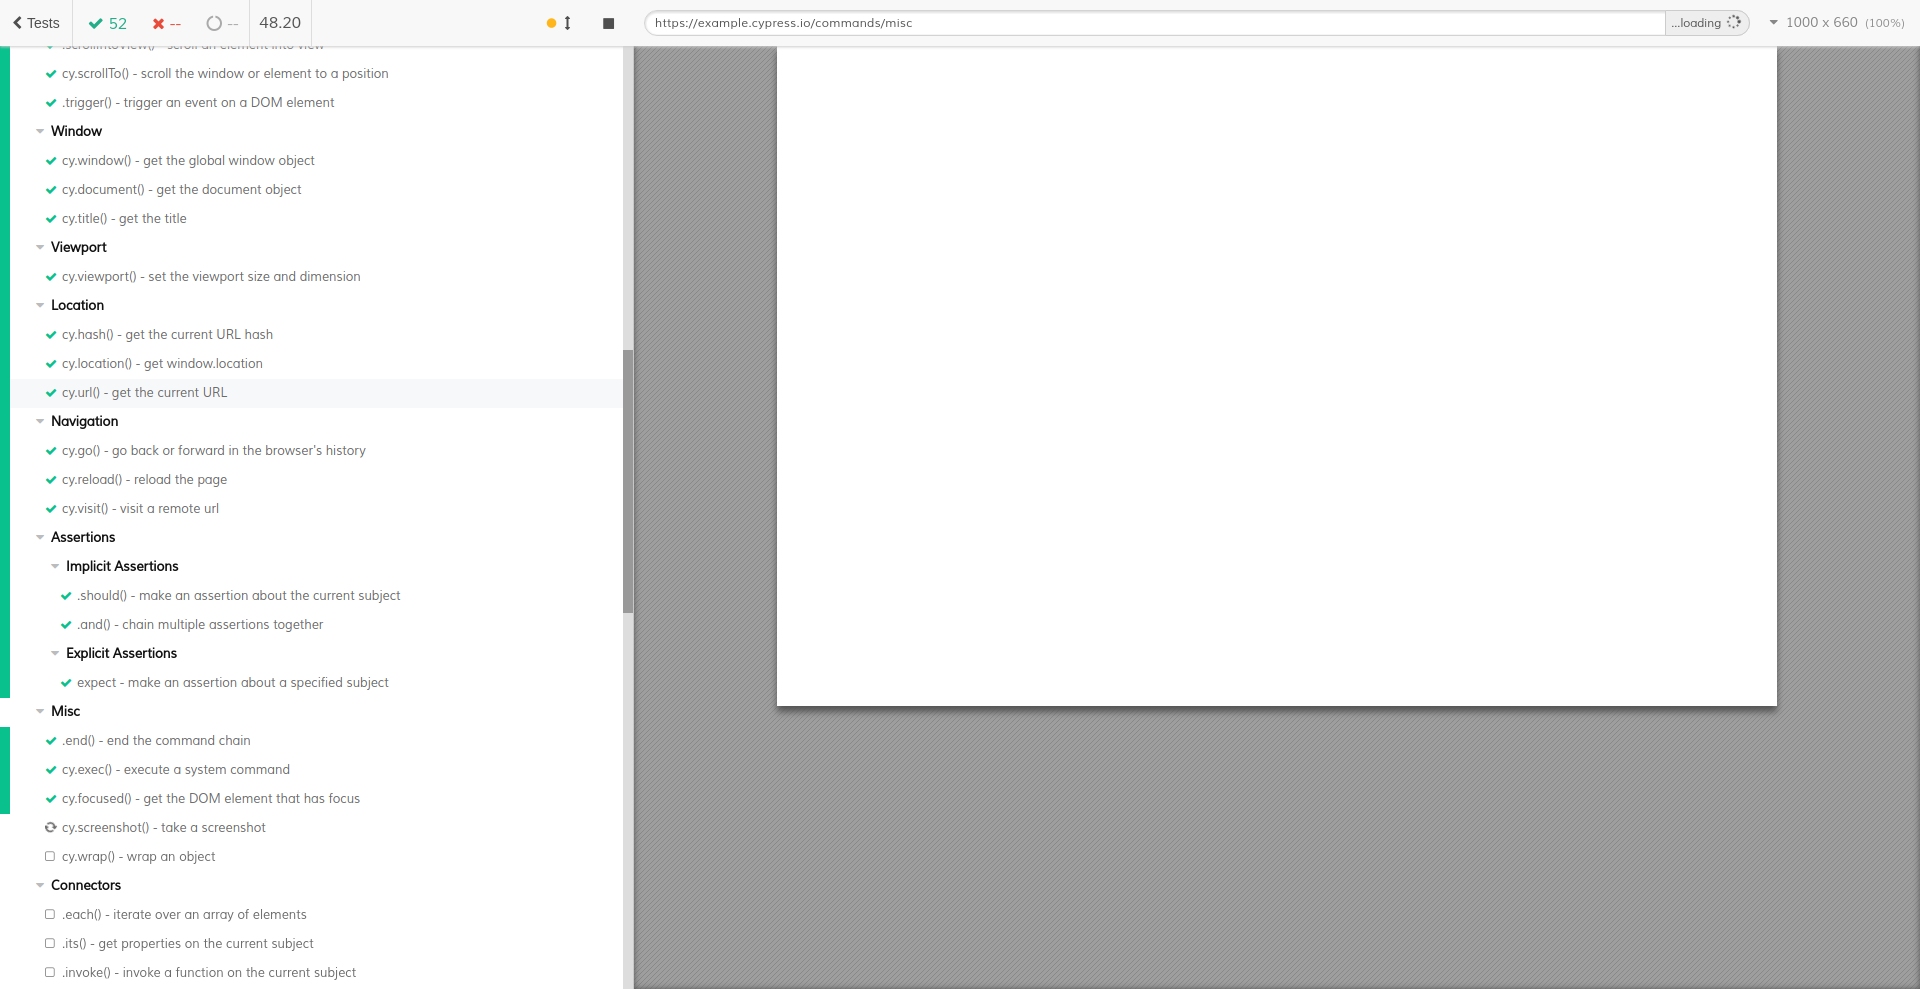 Tests 52 -- -- 48.20 https://example.cypress.io/commands/misc ...loading 1000 x 660 (100%)
.scrollIntoView() - scroll an element into view
cy.scrollTo() - scroll the window or element to a position
.trigger() - trigger an event on a DOM element
Window
cy.window() - get the global window object
cy.document() - get the document object
cy.title() - get the title
Viewport
cy.viewport() - set the viewport size and dimension
Location
cy.hash() - get the current URL hash
cy.location() - get window.location
cy.url() - get the current URL
Navigation
cy.go() - go back or forward in the browser's history
cy.reload() - reload the page
cy.visit() - visit a remote url
Assertions
Implicit Assertions
.should() - make an assertion about the current subject
.and() - chain multiple assertions together
Explicit Assertions
expect - make an assertion about a specified subject
Misc
.end() - end the command chain
cy.exec() - execute a system command
cy.focused() - get the DOM element that has focus
cy.screenshot() - take a screenshot
cy.wrap() - wrap an object
Connectors
.each() - iterate over an array of elements
.its() - get properties on the current subject
.invoke() - invoke a function on the current subject